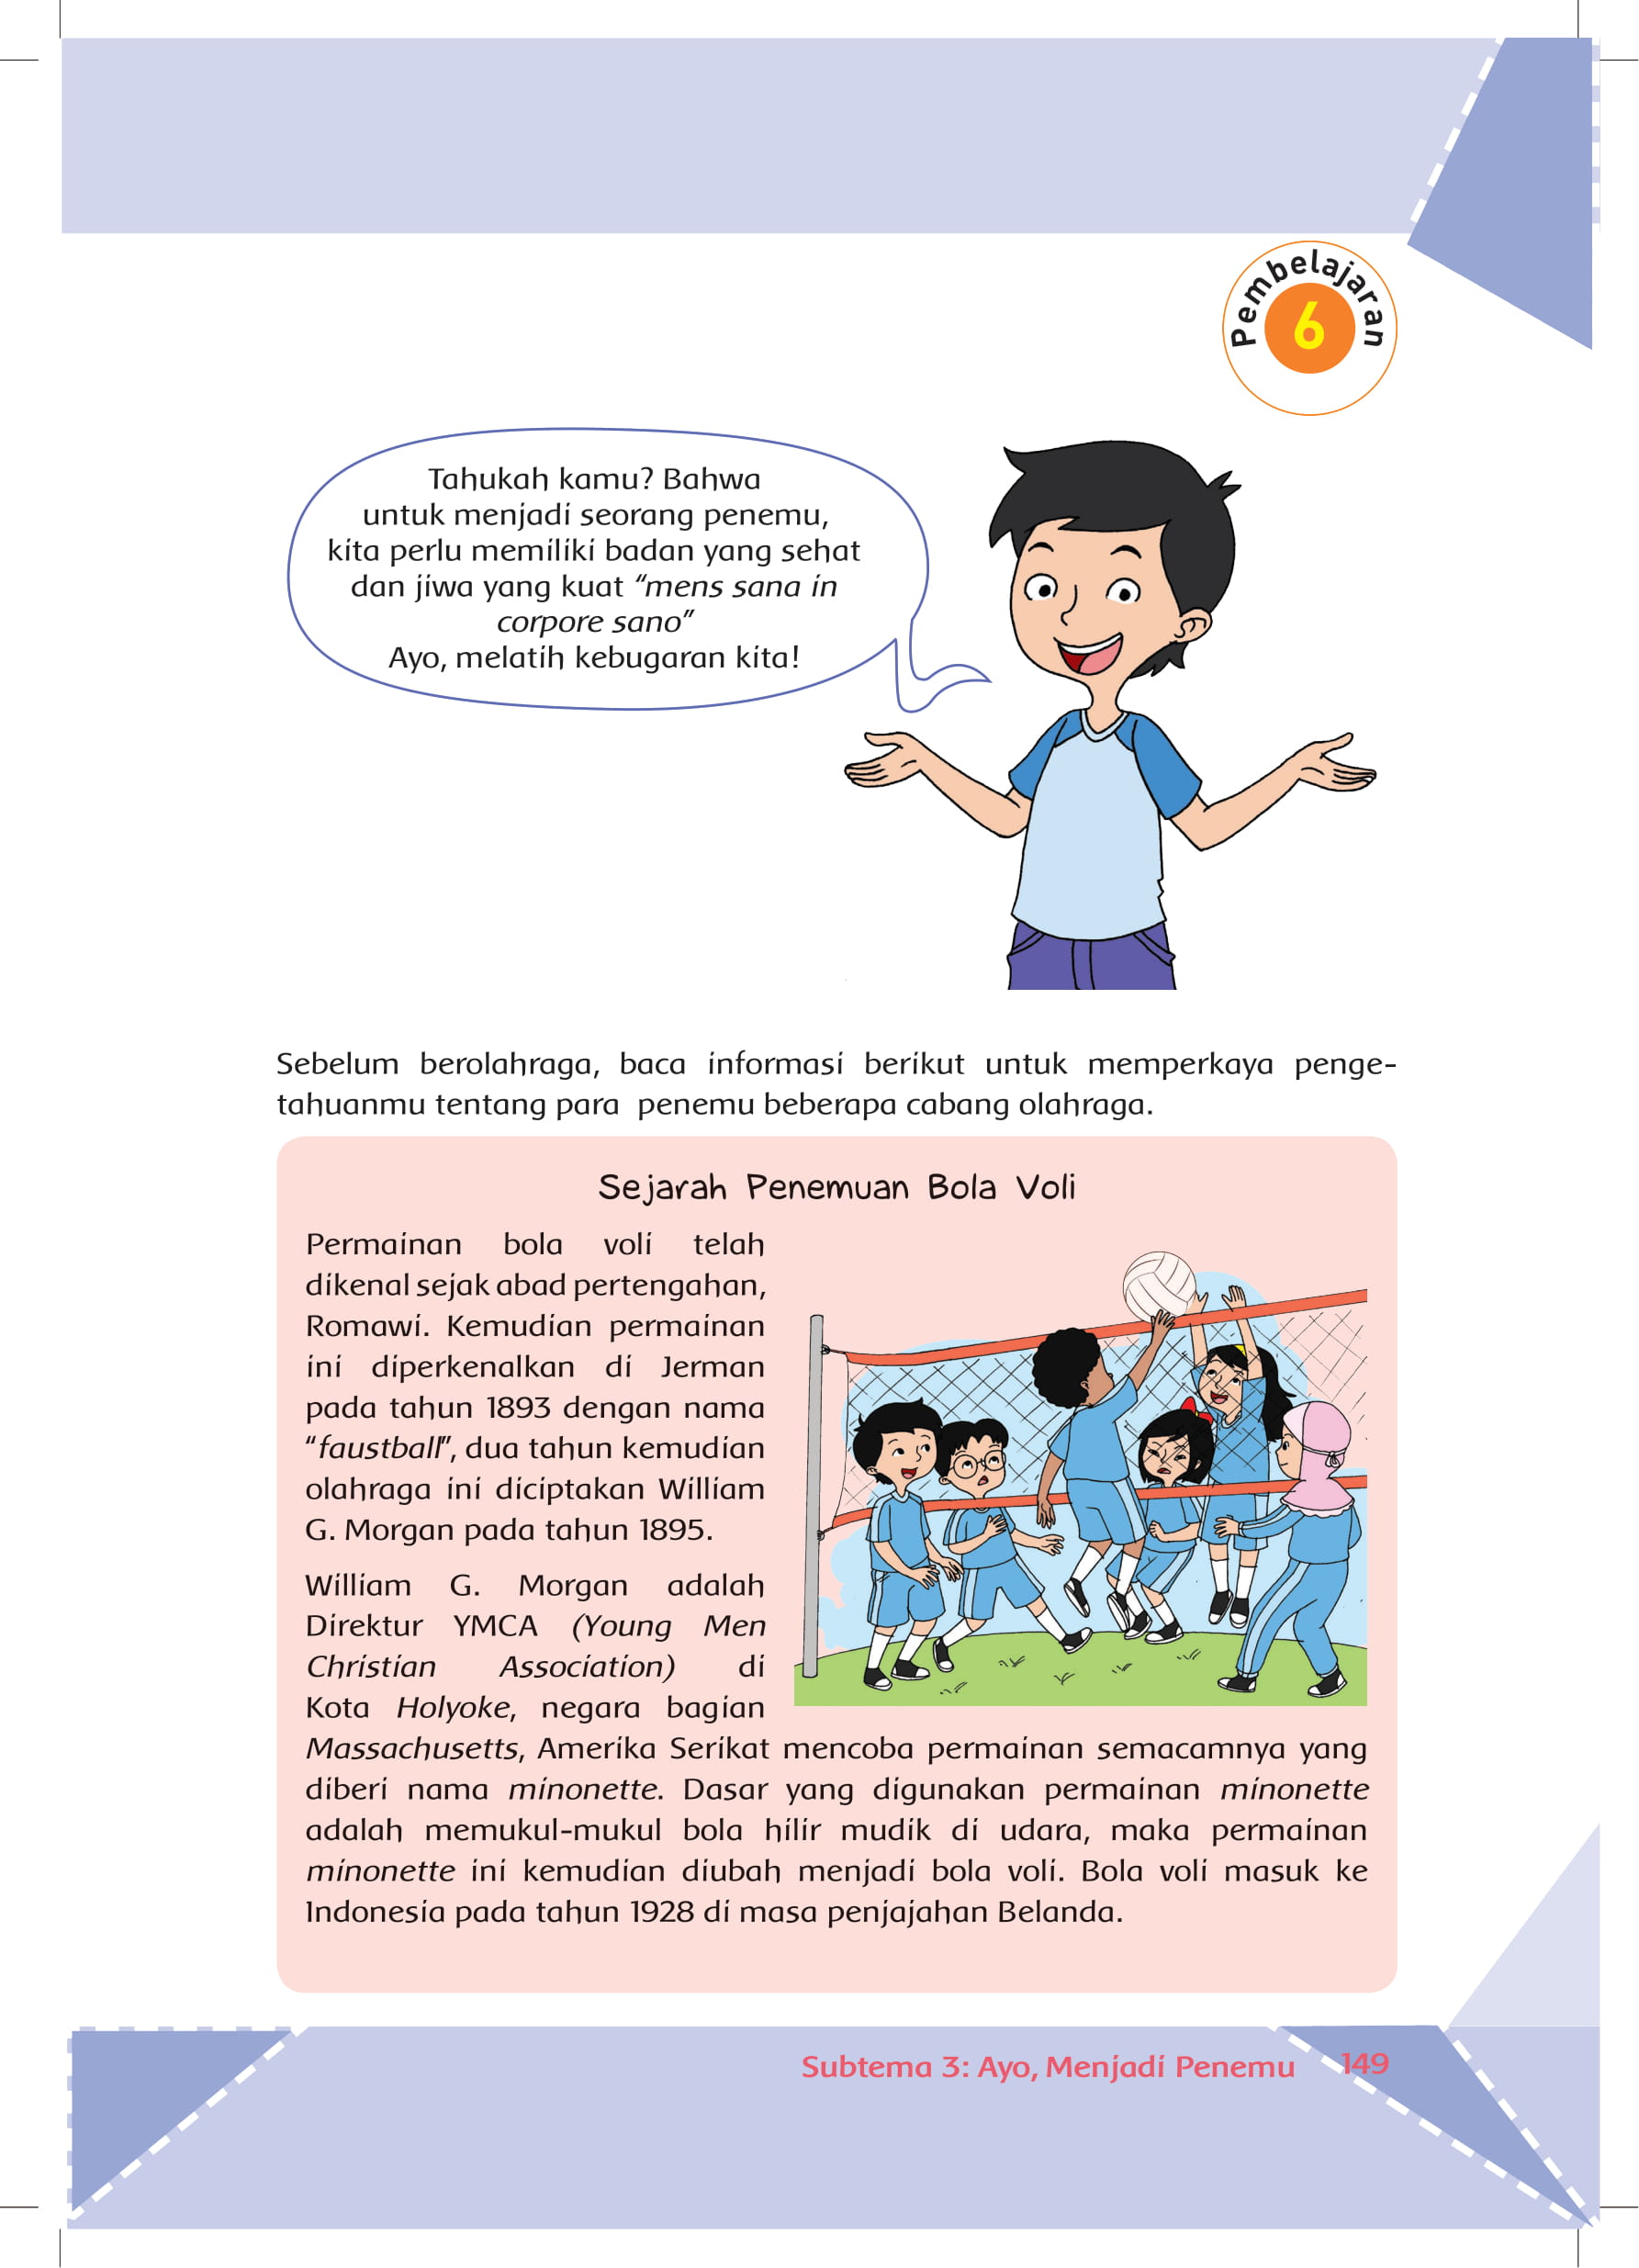 Pembelajaran
6
Tahukah kamu? Bahwa
untuk menjadi seorang penemu,
kita perlu memiliki badan yang sehat
dan jiwa yang kuat “mens sana in
corpore sano”
Ayo, melatih kebugaran kita!
Sebelum berolahraga, baca informasi berikut untuk memperkaya penge-
tahuanmu tentang para penemu beberapa cabang olahraga.
Sejarah Penemuan Bola Voli
Permainan bola voli telah
dikenal sejak abad pertengahan,
Romawi. Kemudian permainan
ini diperkenalkan di Jerman
pada tahun 1893 dengan nama
“faustball”, dua tahun kemudian
olahraga ini diciptakan William
G. Morgan pada tahun 1895.
William G. Morgan adalah
Direktur YMCA (Young Men
Christian Association) di
Kota Holyoke, negara bagian
Massachusetts, Amerika Serikat mencoba permainan semacamnya yang
diberi nama minonette. Dasar yang digunakan permainan minonette
adalah memukul-mukul bola hilir mudik di udara, maka permainan
minonette ini kemudian diubah menjadi bola voli. Bola voli masuk ke
Indonesia pada tahun 1928 di masa penjajahan Belanda.
Subtema 3: Ayo, Menjadi Penemu 149